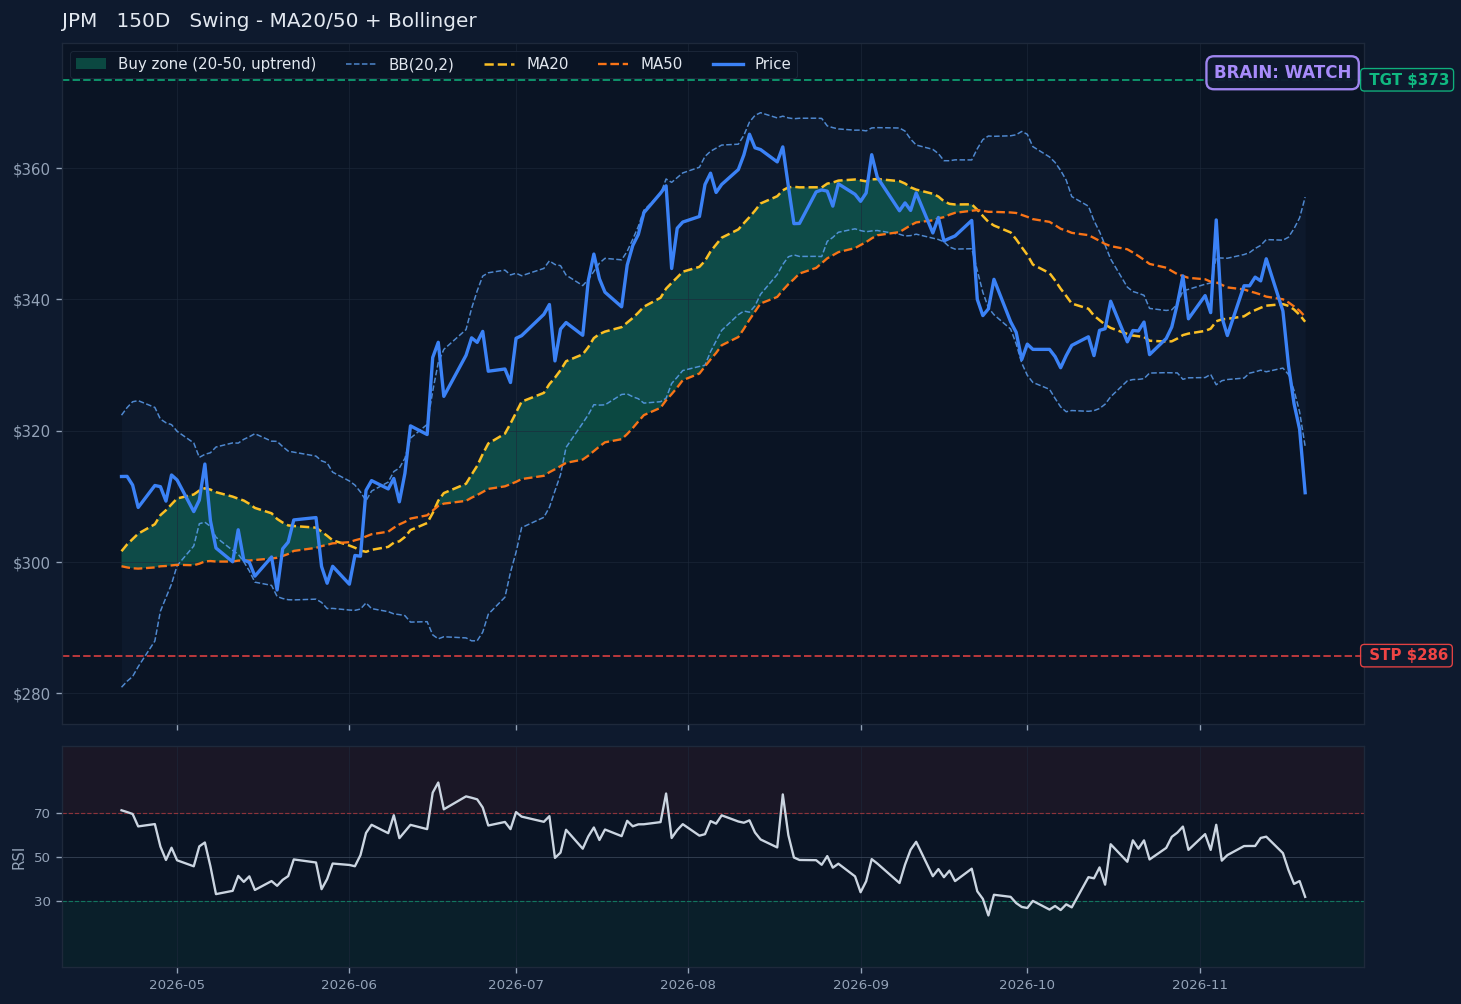 JPM   150D   Swing - MA20/50 + Bollinger
Buy zone (20-50, uptrend)   BB(20,2)   MA20   MA50   Price
BRAIN: WATCH
TGT $373
$360
$340
$320
$300
$280
STP $286
RSI
70
50
30
2026-05   2026-06   2026-07   2026-08   2026-09   2026-10   2026-11